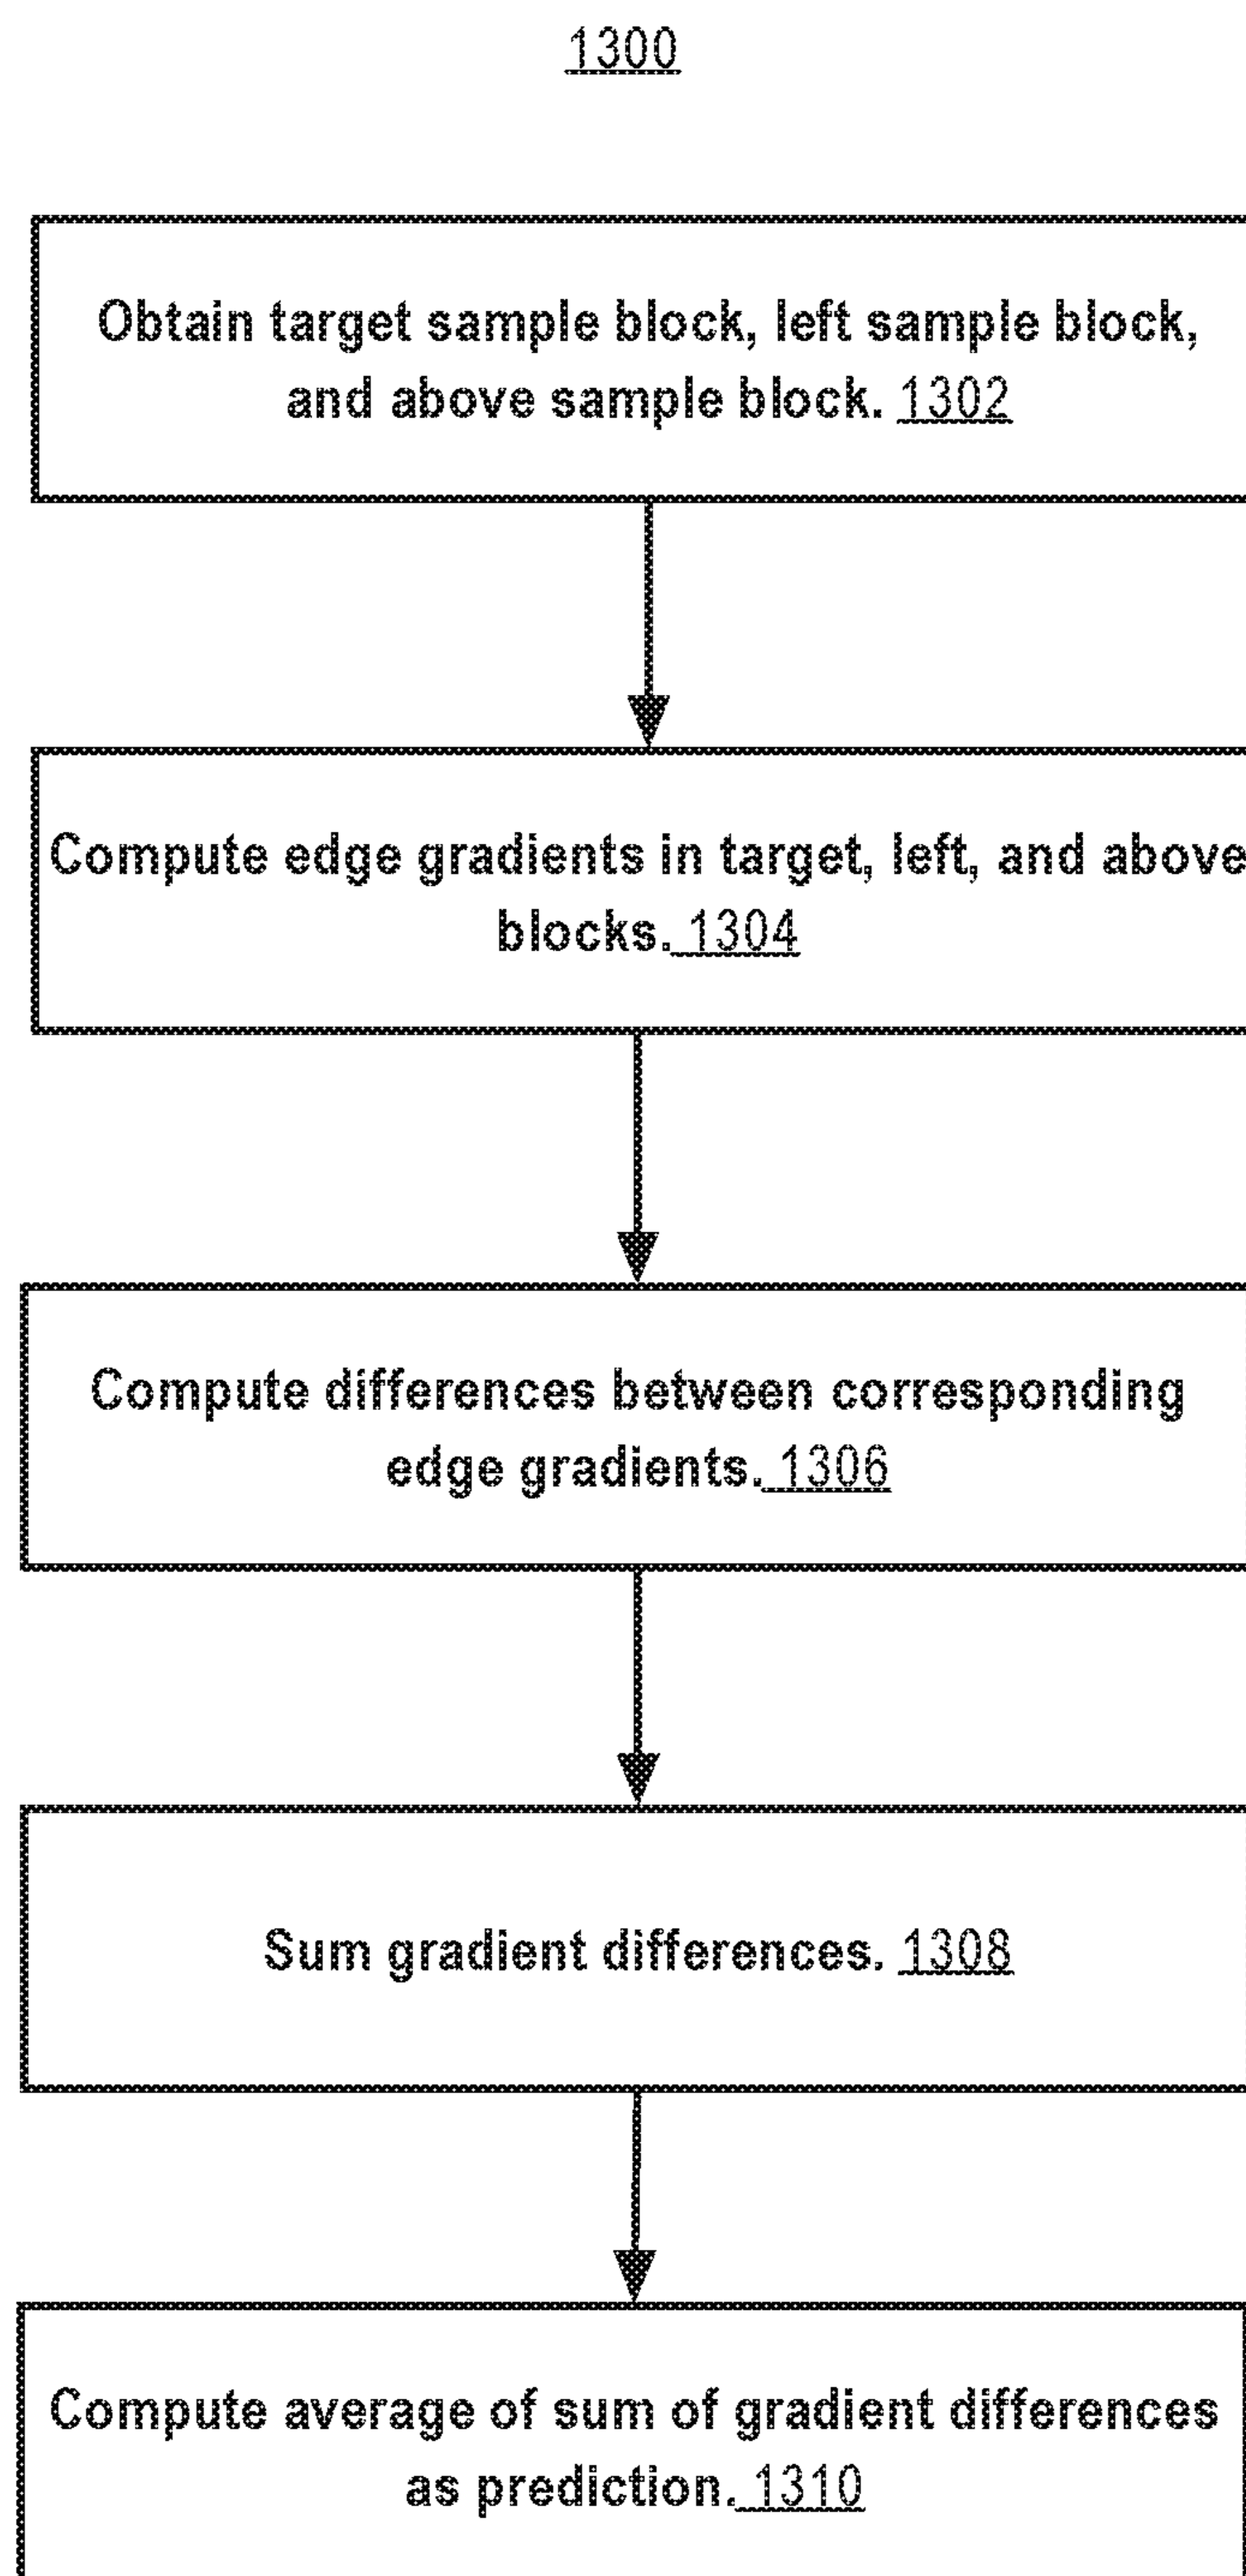 1300
Obtain target sample block, left sample block,
and above sample block. 1302
Compute edge gradients in target, left, and above
blocks. 1304
Compute differences between corresponding
edge gradients. 1306
Sum gradient differences. 1308
Compute average of sum of gradient differences
as prediction. 1310